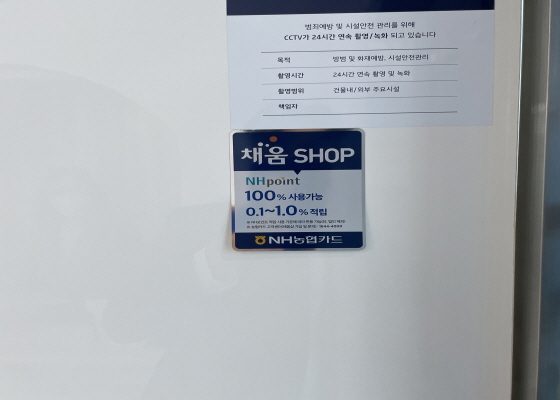 범죄예방 및 시설안전 관리를 위해
CCTV가 24시간 연속 촬영/녹화 되고 있습니다
목적 방범 및 화재예방, 시설안전관리
촬영시간 24시간 연속 촬영 및 녹화
촬영범위 건물내/외부 주요시설
책임자
채움 SHOP
NHpoint
100% 사용가능
0.1~1.0% 적립
NH농협카드